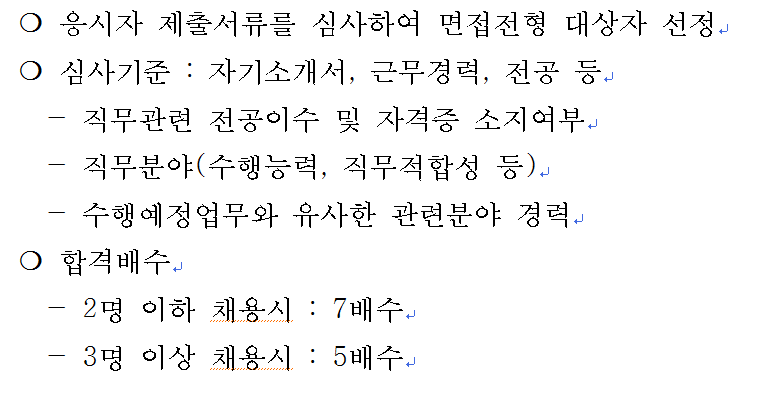 ❍ 응시자 제출서류를 심사하여 면접전형 대상자 선정
❍ 심사기준 : 자기소개서, 근무경력, 전공 등
- 직무관련 전공이수 및 자격증 소지여부
- 직무분야(수행능력, 직무적합성 등)
- 수행예정업무와 유사한 관련분야 경력
❍ 합격배수
- 2명 이하 채용시 : 7배수
- 3명 이상 채용시 : 5배수